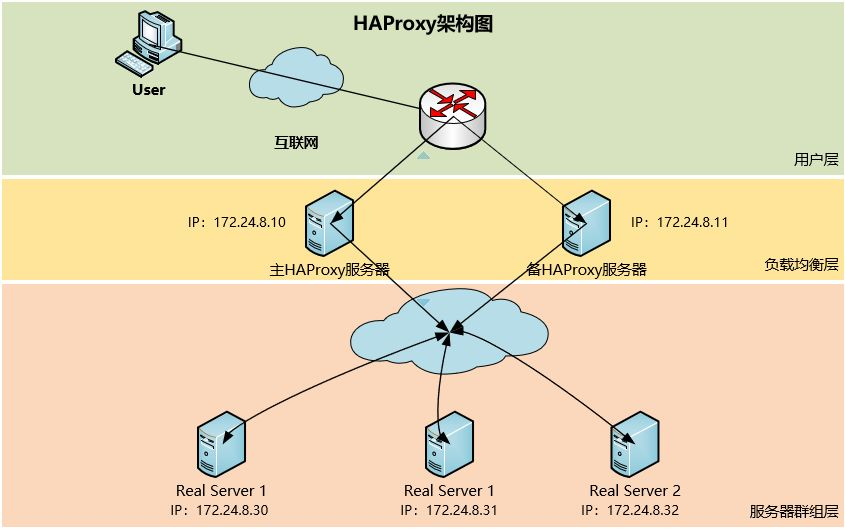 HAProxy架构图
User
互联网
用户层
IP：172.24.8.10
IP：172.24.8.11
主HAProxy服务器
备HAProxy服务器
负载均衡层
Real Server 1
Real Server 1
Real Server 2
IP：172.24.8.30
IP：172.24.8.31
IP：172.24.8.32
服务器群组层